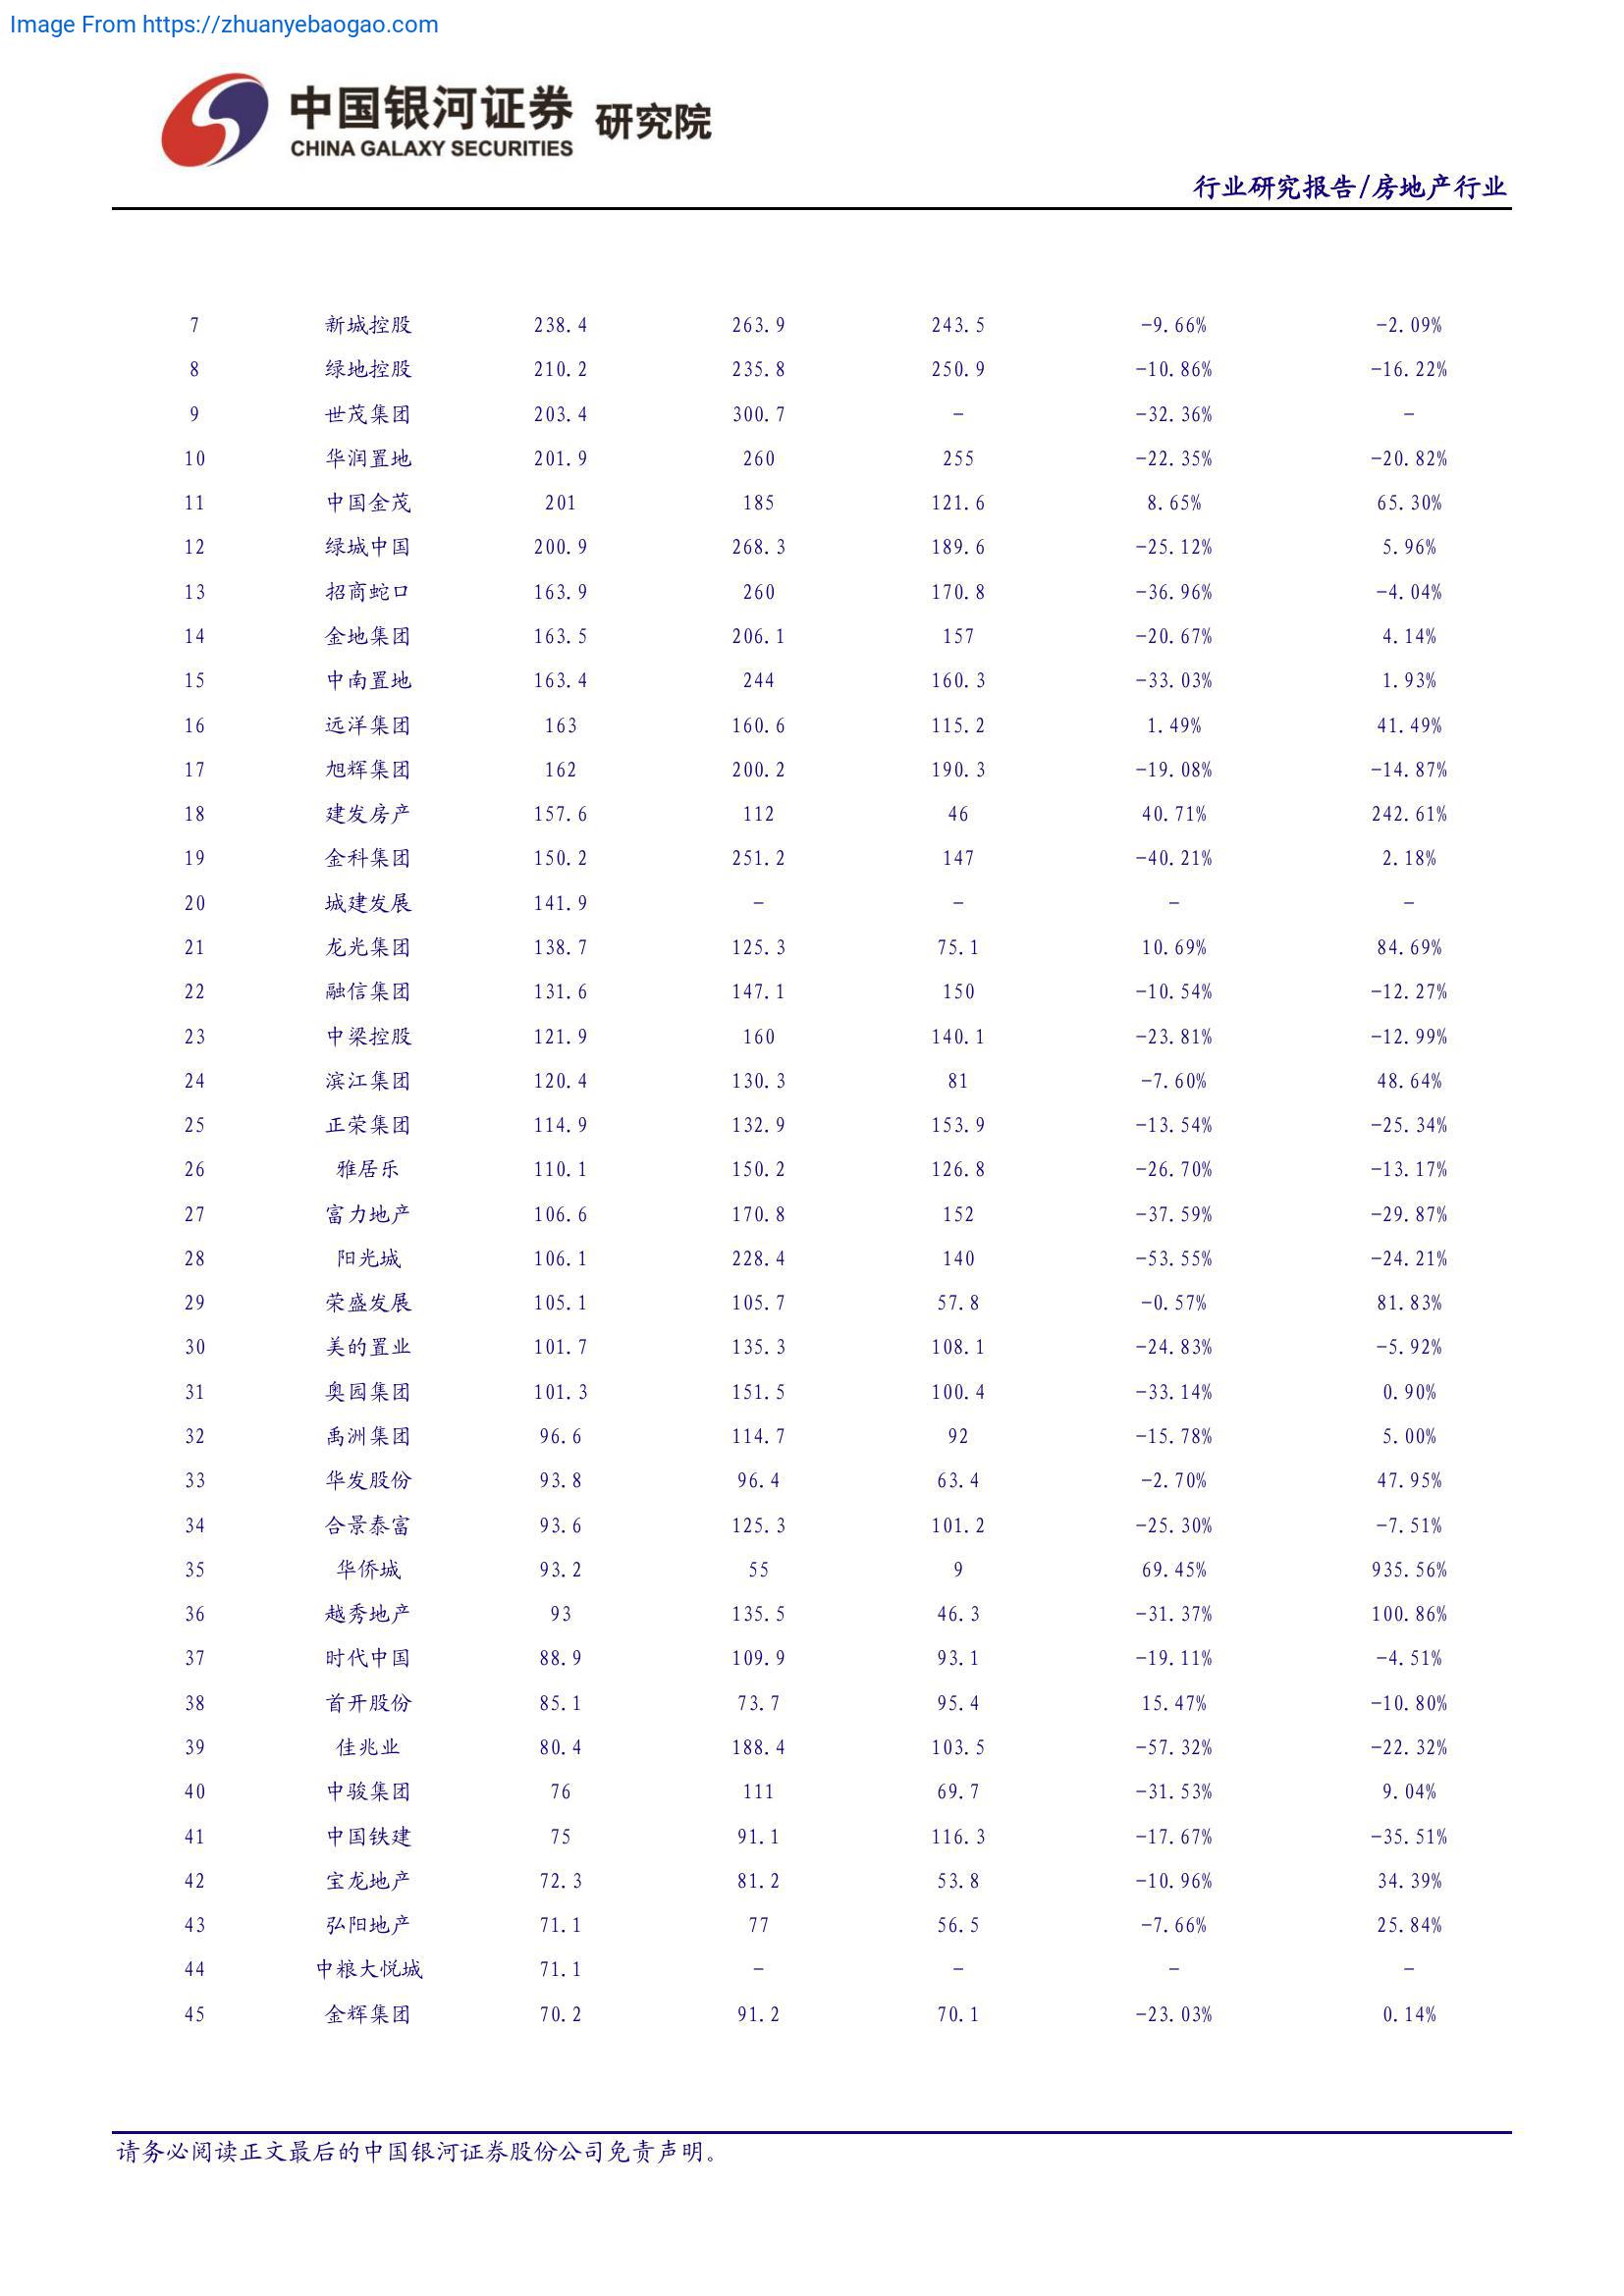 Image From https://zhuanyebaogao.com
中国银河证券 研究院
CHINA GALAXY SECURITIES
行业研究报告/房地产行业
7 新城控股 238.4 263.9 243.5 -9.66% -2.09%
8 绿地控股 210.2 235.8 250.9 -10.86% -16.22%
9 世茂集团 203.4 300.7 - -32.36% -
10 华润置地 201.9 260 255 -22.35% -20.82%
11 中国金茂 201 185 121.6 8.65% 65.30%
12 绿城中国 200.9 268.3 189.6 -25.12% 5.96%
13 招商蛇口 163.9 260 170.8 -36.96% -4.04%
14 金地集团 163.5 206.1 157 -20.67% 4.14%
15 中南置地 163.4 244 160.3 -33.03% 1.93%
16 远洋集团 163 160.6 115.2 1.49% 41.49%
17 旭辉集团 162 200.2 190.3 -19.08% -14.87%
18 建发房产 157.6 112 46 40.71% 242.61%
19 金科集团 150.2 251.2 147 -40.21% 2.18%
20 城建发展 141.9 - - - -
21 龙光集团 138.7 125.3 75.1 10.69% 84.69%
22 融信集团 131.6 147.1 150 -10.54% -12.27%
23 中梁控股 121.9 160 140.1 -23.81% -12.99%
24 滨江集团 120.4 130.3 81 -7.60% 48.64%
25 正荣集团 114.9 132.9 153.9 -13.54% -25.34%
26 雅居乐 110.1 150.2 126.8 -26.70% -13.17%
27 富力地产 106.6 170.8 152 -37.59% -29.87%
28 阳光城 106.1 228.4 140 -53.55% -24.21%
29 荣盛发展 105.1 105.7 57.8 -0.57% 81.83%
30 美的置业 101.7 135.3 108.1 -24.83% -5.92%
31 奥园集团 101.3 151.5 100.4 -33.14% 0.90%
32 禹洲集团 96.6 114.7 92 -15.78% 5.00%
33 华发股份 93.8 96.4 63.4 -2.70% 47.95%
34 合景泰富 93.6 125.3 101.2 -25.30% -7.51%
35 华侨城 93.2 55 9 69.45% 935.56%
36 越秀地产 93 135.5 46.3 -31.37% 100.86%
37 时代中国 88.9 109.9 93.1 -19.11% -4.51%
38 首开股份 85.1 73.7 95.4 15.47% -10.80%
39 佳兆业 80.4 188.4 103.5 -57.32% -22.32%
40 中骏集团 76 111 69.7 -31.53% 9.04%
41 中国铁建 75 91.1 116.3 -17.67% -35.51%
42 宝龙地产 72.3 81.2 53.8 -10.96% 34.39%
43 弘阳地产 71.1 77 56.5 -7.66% 25.84%
44 中粮大悦城 71.1 - - - -
45 金辉集团 70.2 91.2 70.1 -23.03% 0.14%
请务必阅读正文最后的中国银河证券股份公司免责声明。